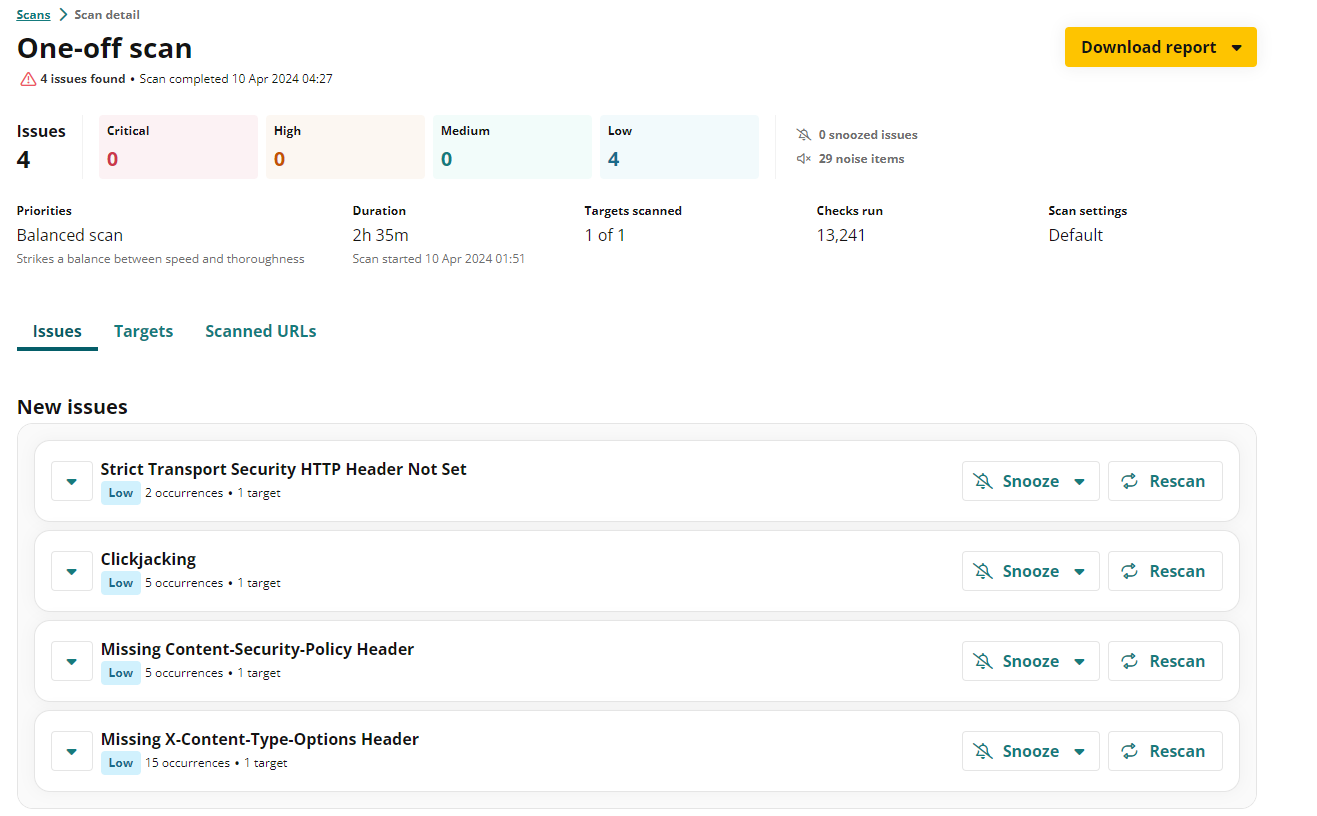 Scans > Scan detail
One-off scan
Download report
4 issues found • Scan completed 10 Apr 2024 04:27
Issues
4
Critical
0
High
0
Medium
0
Low
4
0 snoozed issues
29 noise items
Priorities
Balanced scan
Strikes a balance between speed and thoroughness
Duration
2h 35m
Scan started 10 Apr 2024 01:51
Targets scanned
1 of 1
Checks run
13,241
Scan settings
Default
Issues Targets Scanned URLs
New issues
Strict Transport Security HTTP Header Not Set
Low 2 occurrences • 1 target
Snooze Rescan
Clickjacking
Low 5 occurrences • 1 target
Snooze Rescan
Missing Content-Security-Policy Header
Low 5 occurrences • 1 target
Snooze Rescan
Missing X-Content-Type-Options Header
Low 15 occurrences • 1 target
Snooze Rescan